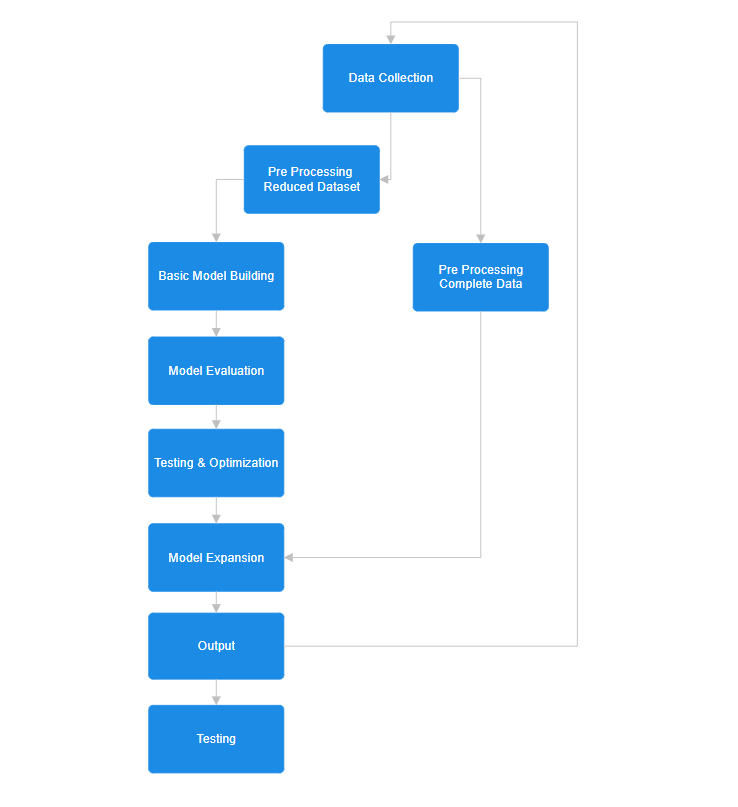 Data Collection
Pre Processing
Reduced Dataset
Basic Model Building
Pre Processing
Complete Data
Model Evaluation
Testing & Optimization
Model Expansion
Output
Testing